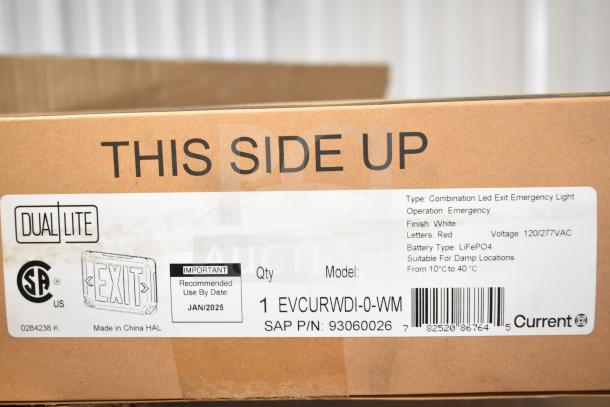 THIS SIDE UP
DUAL LITE
Type: Combination Led Exit Emergency Light
Operation: Emergency
Finish: White
Letters: Red Voltage: 120/277VAC
Battery Type: LiFePO4
Suitable For Damp Locations
From 10°C to 40°C
SA
US
EXIT
IMPORTANT
Recommended
Use By Date:
JAN/2025
Qty Model:
1 EVCURWDI-0-WM
SAP P/N: 93060026
7 82520 86764 5
Current
0284238 K
Made in China HAL